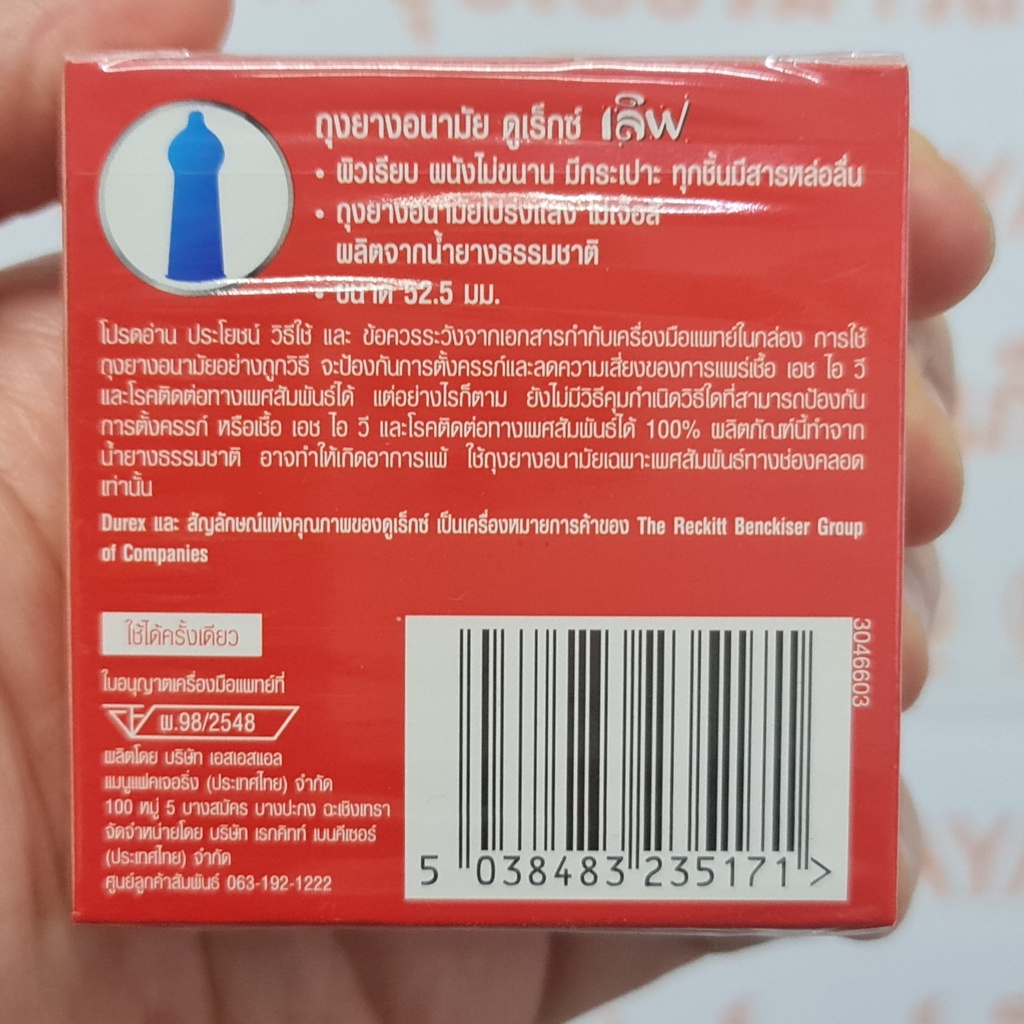 ถุงยางอนามัย ดูเร็กซ์ เลิฟ
• ผิวเรียบ ผนังไม่ขนาน มีกระเปาะ ทุกชิ้นมีสารหล่อลื่น
• ถุงยางอนามัยโปร่งแสง ไม่เจือสี
ผลิตจากน้ำยางธรรมชาติ
• ขนาด 52.5 มม.
โปรดอ่าน ประโยชน์ วิธีใช้ และ ข้อควรระวังจากเอกสารกำกับเครื่องมือแพทย์ในกล่อง การใช้
ถุงยางอนามัยอย่างถูกวิธี จะป้องกันการตั้งครรภ์และลดความเสี่ยงของการแพร่เชื้อ เอช ไอ วี
และโรคติดต่อทางเพศสัมพันธ์ได้ แต่อย่างไรก็ตาม ยังไม่มีวิธีคุมกำเนิดวิธีใดที่สามารถป้องกัน
การตั้งครรภ์ หรือเชื้อ เอช ไอ วี และโรคติดต่อทางเพศสัมพันธ์ได้ 100% ผลิตภัณฑ์นี้ทำจาก
น้ำยางธรรมชาติ อาจทำให้เกิดอาการแพ้ ใช้ถุงยางอนามัยเฉพาะเพศสัมพันธ์ทางช่องคลอด
เท่านั้น
Durex และ สัญลักษณ์แห่งคุณภาพของดูเร็กซ์ เป็นเครื่องหมายการค้าของ The Reckitt Benckiser Group
of Companies
ใช้ได้ครั้งเดียว
ใบอนุญาตเครื่องมือแพทย์ที่
ผ.98/2548
ผลิตโดย บริษัท เอสเอสแอล
แมนูแฟคเจอริ่ง (ประเทศไทย) จำกัด
100 หมู่ 5 บางสมัคร บางปะกง ฉะเชิงเทรา
จัดจำหน่ายโดย บริษัท เรกคิทท์ เบนคีเซอร์
(ประเทศไทย) จำกัด
ศูนย์ลูกค้าสัมพันธ์ 063-192-1222
3046603
5 038483 235171 >